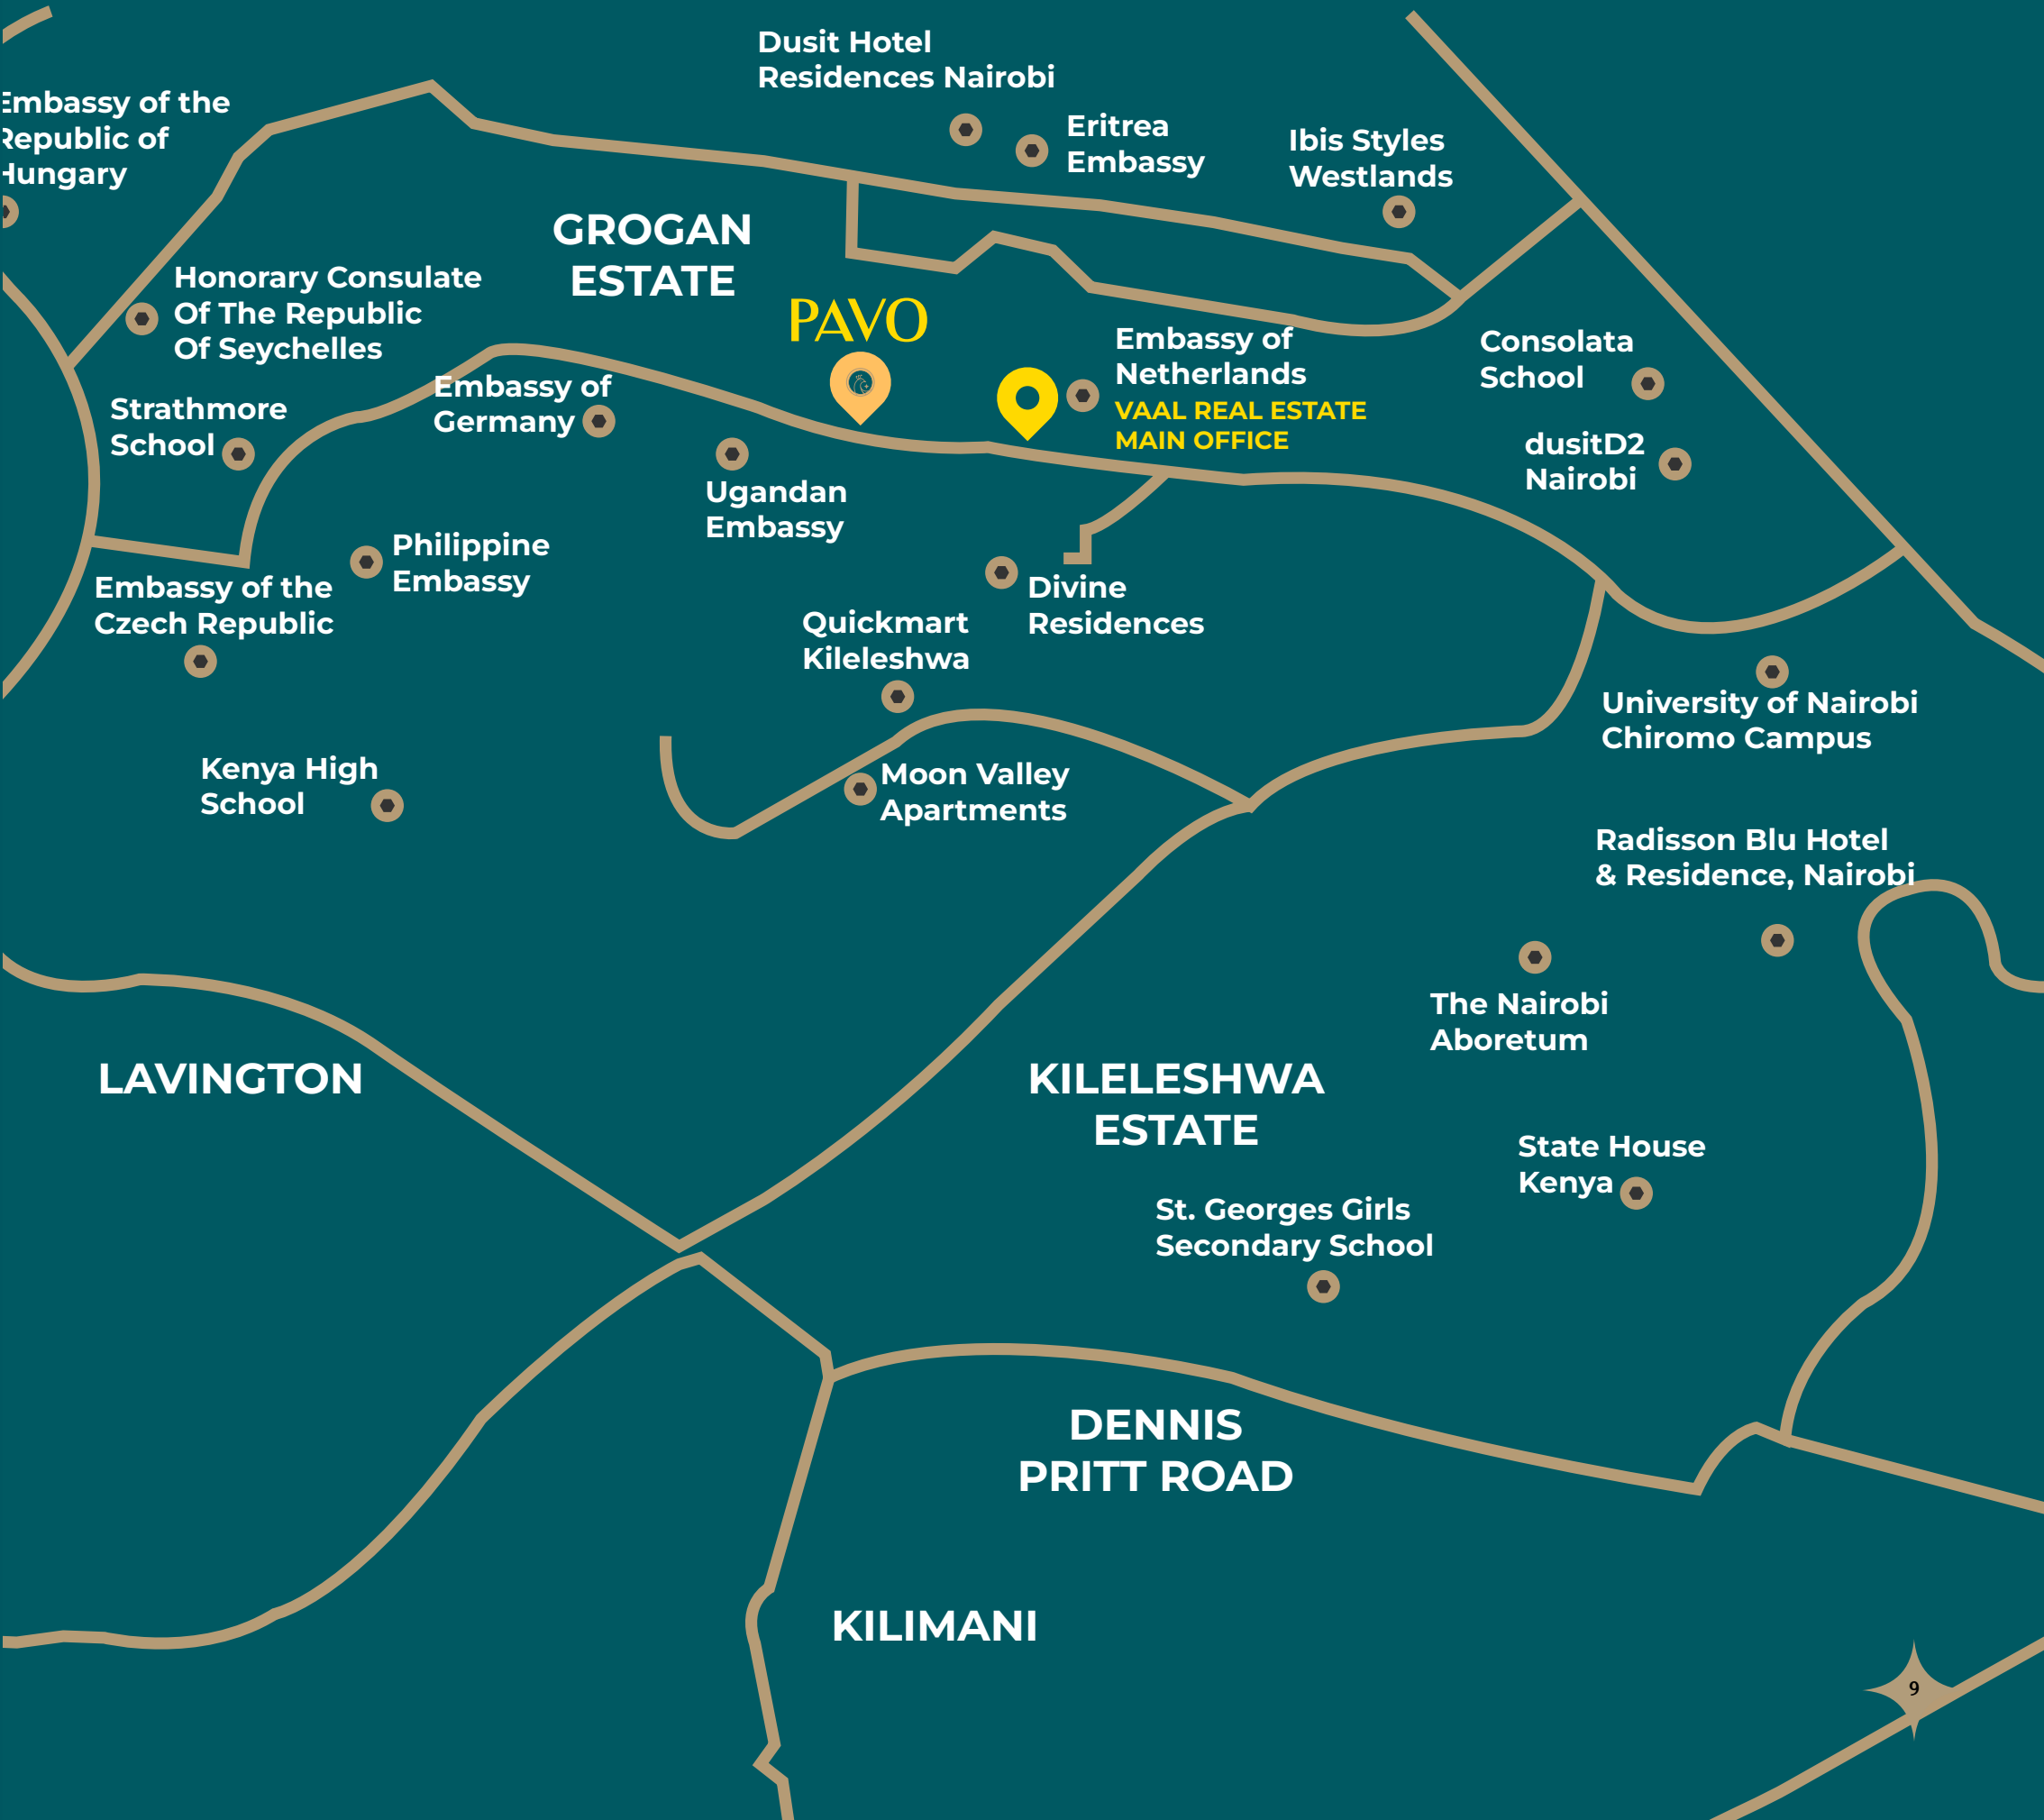 Dusit Hotel
Residences Nairobi
Embassy of the
Republic of
Hungary
Eritrea
Embassy
Ibis Styles
Westlands
GROGAN
ESTATE
Honorary Consulate
Of The Republic
Of Seychelles
PAVO
Embassy of
Netherlands
VAAL REAL ESTATE
MAIN OFFICE
Consolata
School
Embassy of
Germany
Strathmore
School
dusitD2
Nairobi
Ugandan
Embassy
Philippine
Embassy
Embassy of the
Czech Republic
Divine
Residences
Quickmart
Kileleshwa
University of Nairobi
Chiromo Campus
Kenya High
School
Moon Valley
Apartments
Radisson Blu Hotel
& Residence, Nairobi
The Nairobi
Aboretum
LAVINGTON
KILELESHWA
ESTATE
State House
Kenya
St. Georges Girls
Secondary School
DENNIS
PRITT ROAD
KILIMANI
9